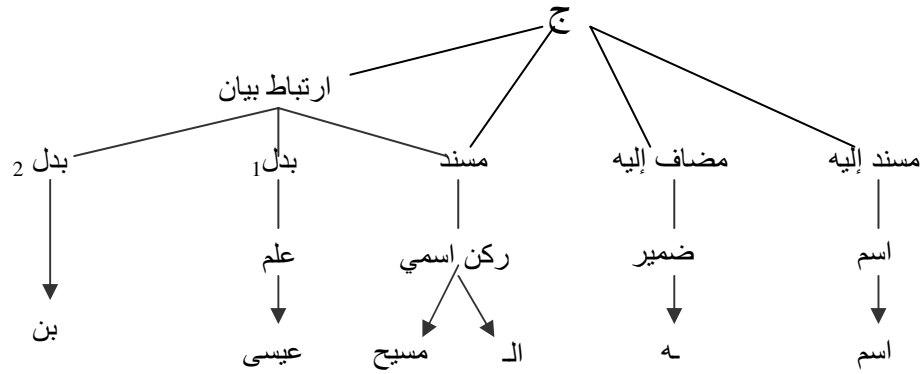 ج
ارتباط بيان
مسند إليه مضاف إليه مسند بدل1 بدل 2
اسم ضمير ركن اسمي علم
بن
اسم ـه الـ مسيح عيسى